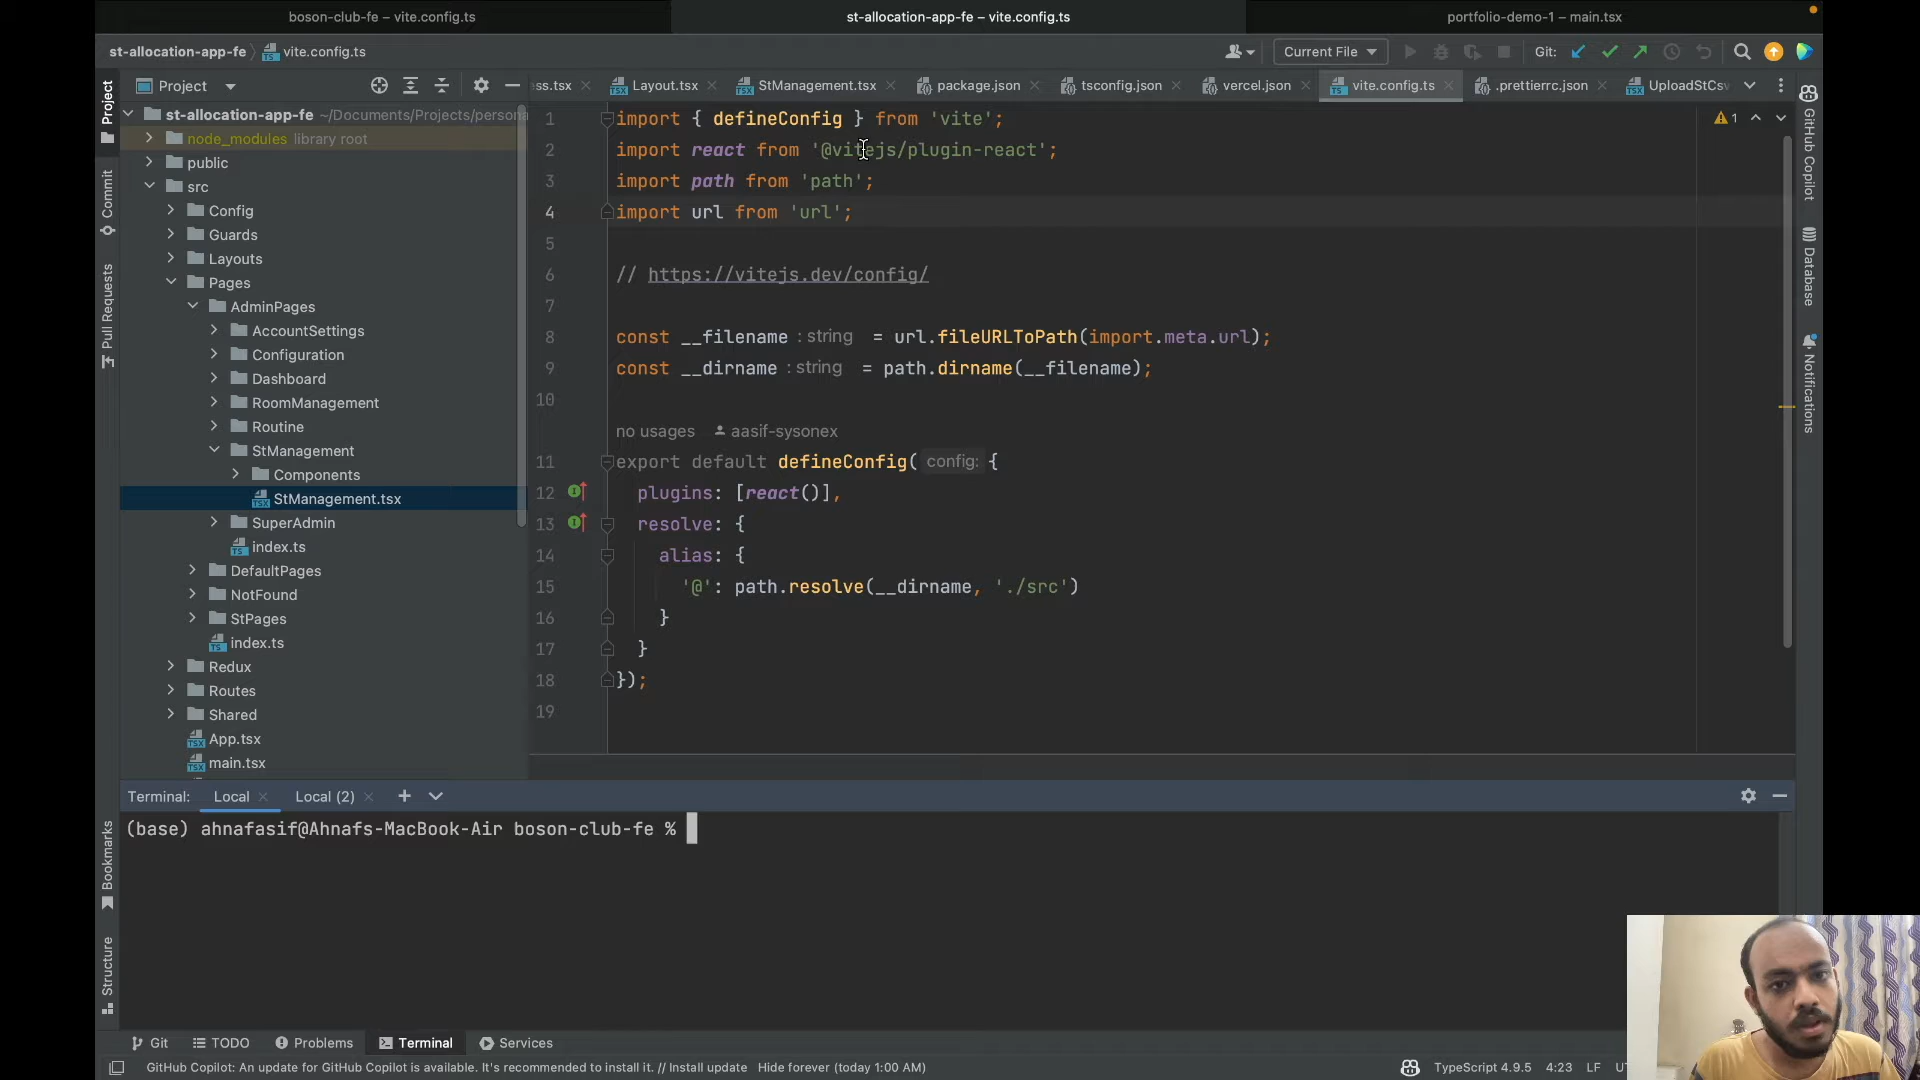 boson-club-fe – vite.config.ts
st-allocation-app-fe – vite.config.ts
portfolio-demo-1 – main.tsx
st-allocation-app-fe
vite.config.ts
Current File
Git:
Project
ss.tsx
Layout.tsx
StManagement.tsx
package.json
tsconfig.json
vercel.json
vite.config.ts
.prettierrc.json
UploadStCsv
Project
Commit
Pull Requests
Bookmarks
Structure
st-allocation-app-fe ~/Documents/Projects/persona
node_modules library root
public
src
Config
Guards
Layouts
Pages
AdminPages
AccountSettings
Configuration
Dashboard
RoomManagement
Routine
StManagement
Components
StManagement.tsx
SuperAdmin
index.ts
DefaultPages
NotFound
StPages
index.ts
Redux
Routes
Shared
App.tsx
main.tsx
1 import { defineConfig } from 'vite';
2 import react from '@vitejs/plugin-react';
3 import path from 'path';
4 import url from 'url';
5
6 // https://vitejs.dev/config/
7
8 const __filename : string = url.fileURLToPath(import.meta.url);
9 const __dirname : string = path.dirname(__filename);
10
no usages aasif-sysonex
11 export default defineConfig( config: {
12 plugins: [react()],
13 resolve: {
14 alias: {
15 '@': path.resolve(__dirname, './src')
16 }
17 }
18 });
19
1
GitHub Copilot
Database
Notifications
Terminal: Local Local (2)
(base) ahnafasif@Ahnafs-MacBook-Air boson-club-fe %
Git
TODO
Problems
Terminal
Services
GitHub Copilot: An update for GitHub Copilot is available. It's recommended to install it. // Install update Hide forever (today 1:00 AM)
TypeScript 4.9.5 4:23 LF